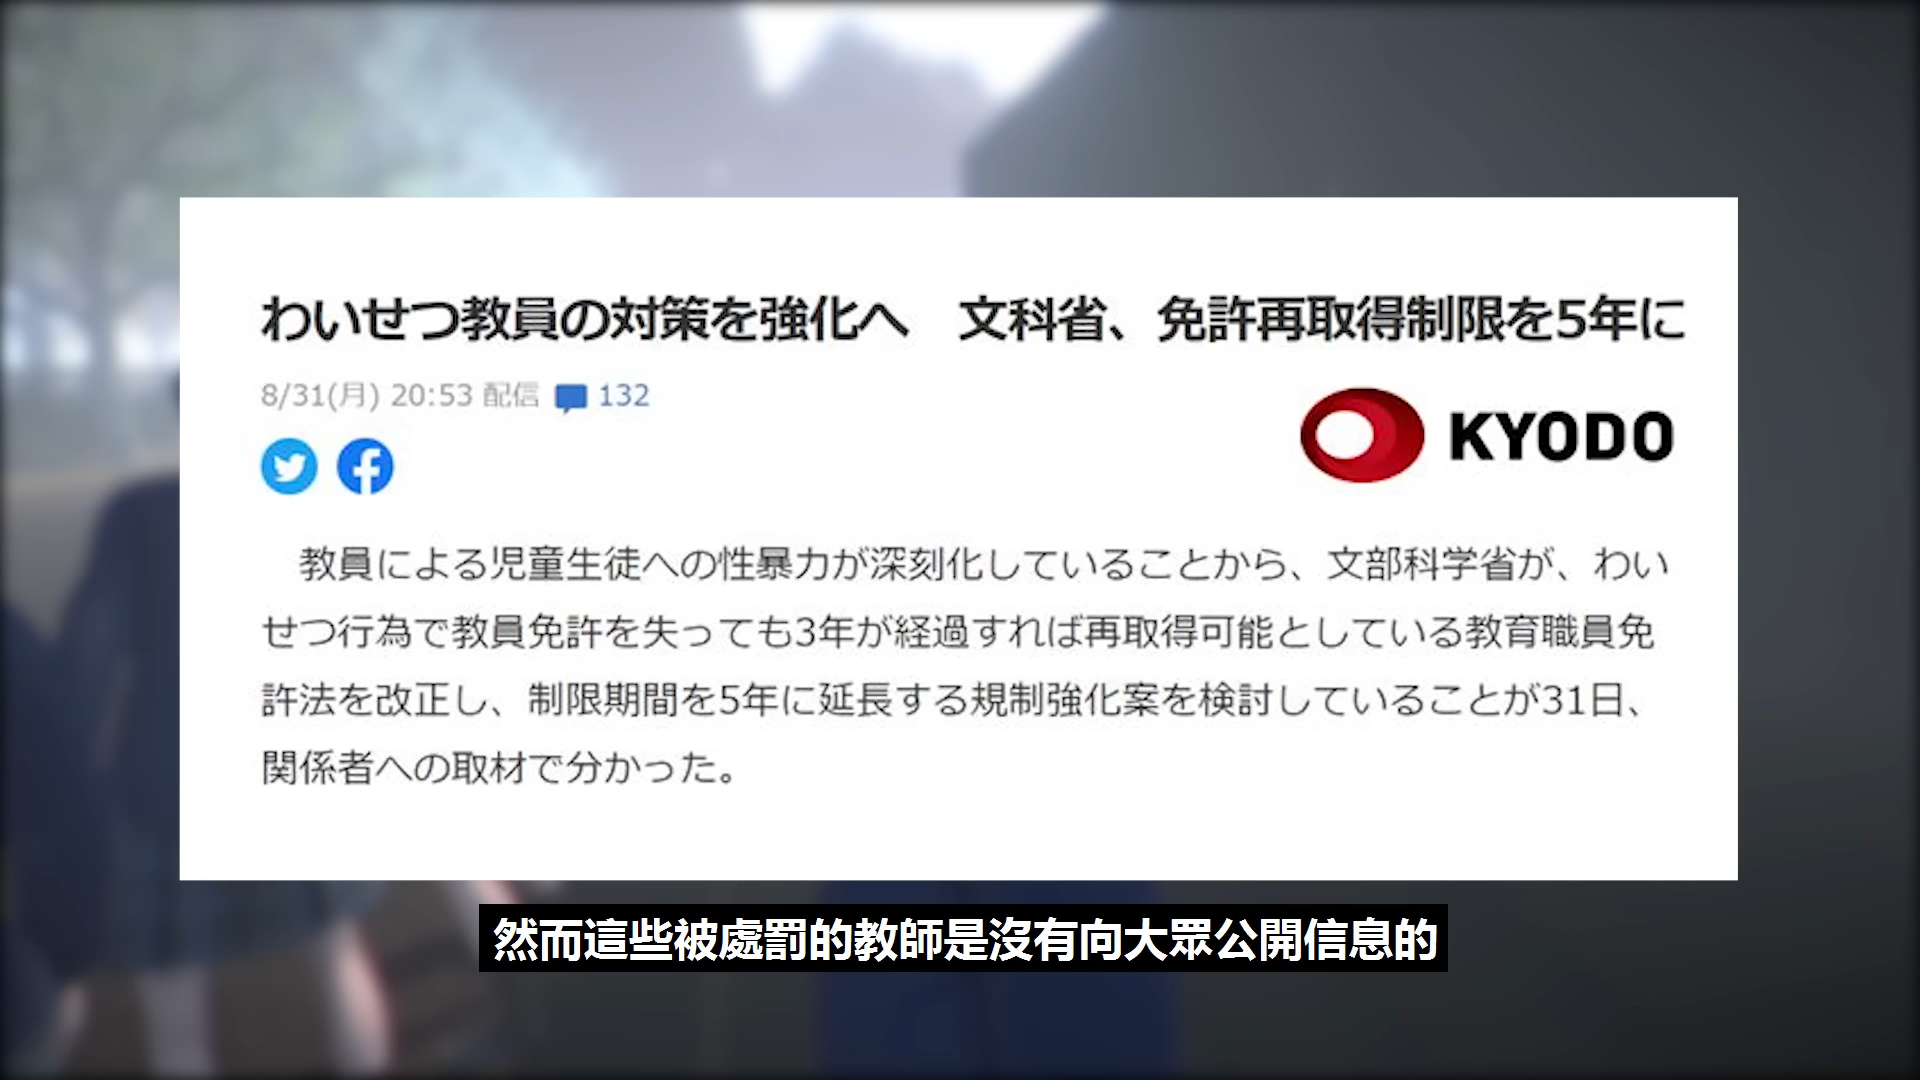 わいせつ教員の対策を強化へ　文科省、免許再取得制限を5年に
8/31(月) 20:53 配信 132
KYODO
教員による児童生徒への性暴力が深刻化していることから、文部科学省が、わい
せつ行為で教員免許を失っても3年が経過すれば再取得可能としている教育職員免
許法を改正し、制限期間を5年に延長する規制強化案を検討していることが31日、
関係者への取材で分かった。
然而這些被處罰的教師是沒有向大眾公開信息的